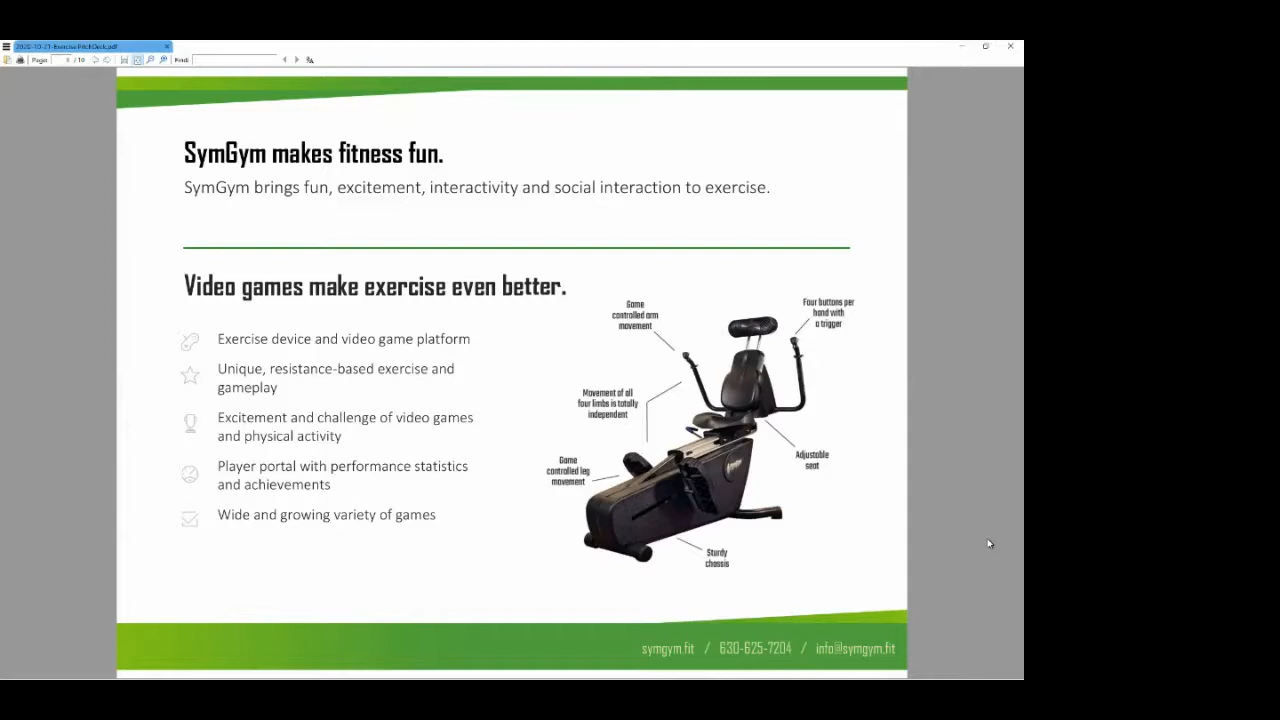 2020-10-21-Exercise PitchDeck.pdf
Page: / 10 Find:
SymGym makes fitness fun.
SymGym brings fun, excitement, interactivity and social interaction to exercise.
Video games make exercise even better.
Exercise device and video game platform
Unique, resistance-based exercise and
gameplay
Excitement and challenge of video games
and physical activity
Player portal with performance statistics
and achievements
Wide and growing variety of games
Game
controlled arm
movement
Four buttons per
hand with
a trigger
Movement of all
four limbs is totally
independent
Game
controlled leg
movement
Adjustable
seat
Sturdy
chassis
symgym.fit / 630-625-7204 / info@symgym.fit